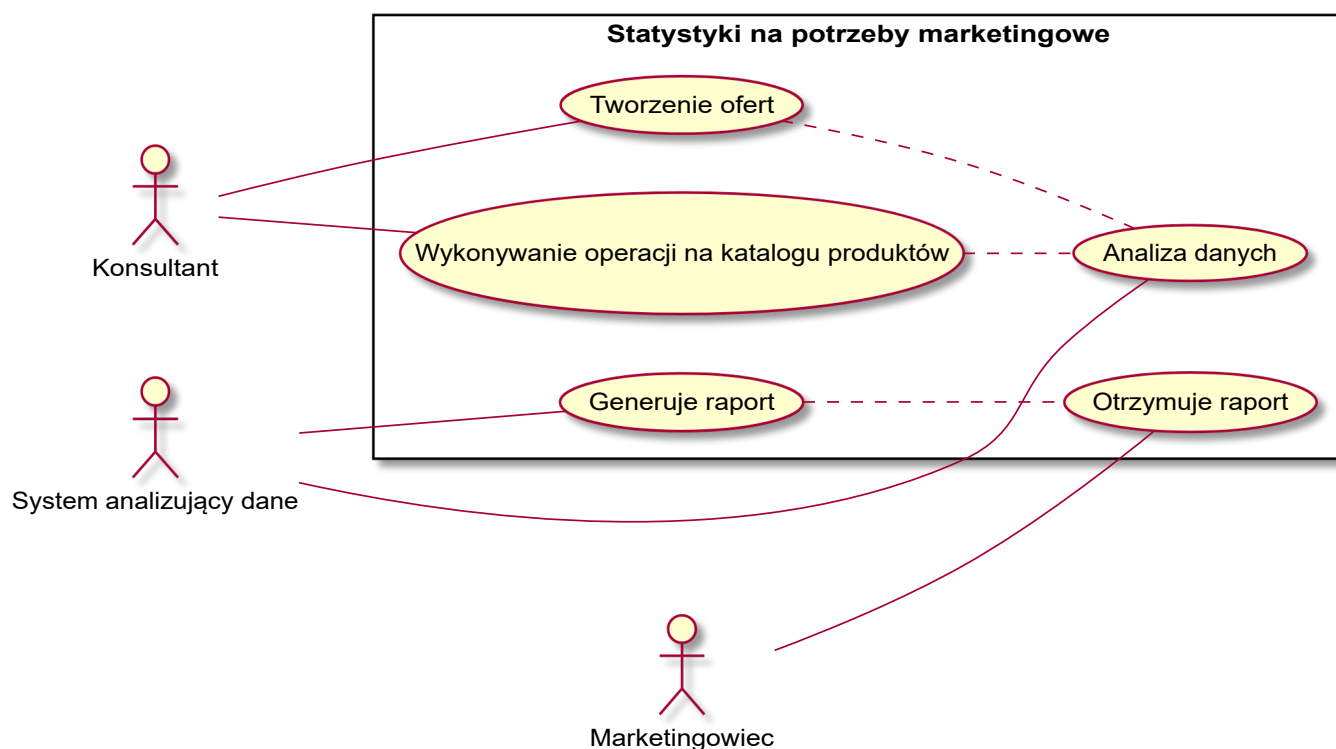 Statystyki na potrzeby marketingowe
Tworzenie ofert
Wykonywanie operacji na katalogu produktów
Analiza danych
Konsultant
Generuje raport
Otrzymuje raport
System analizujący dane
Marketingowiec